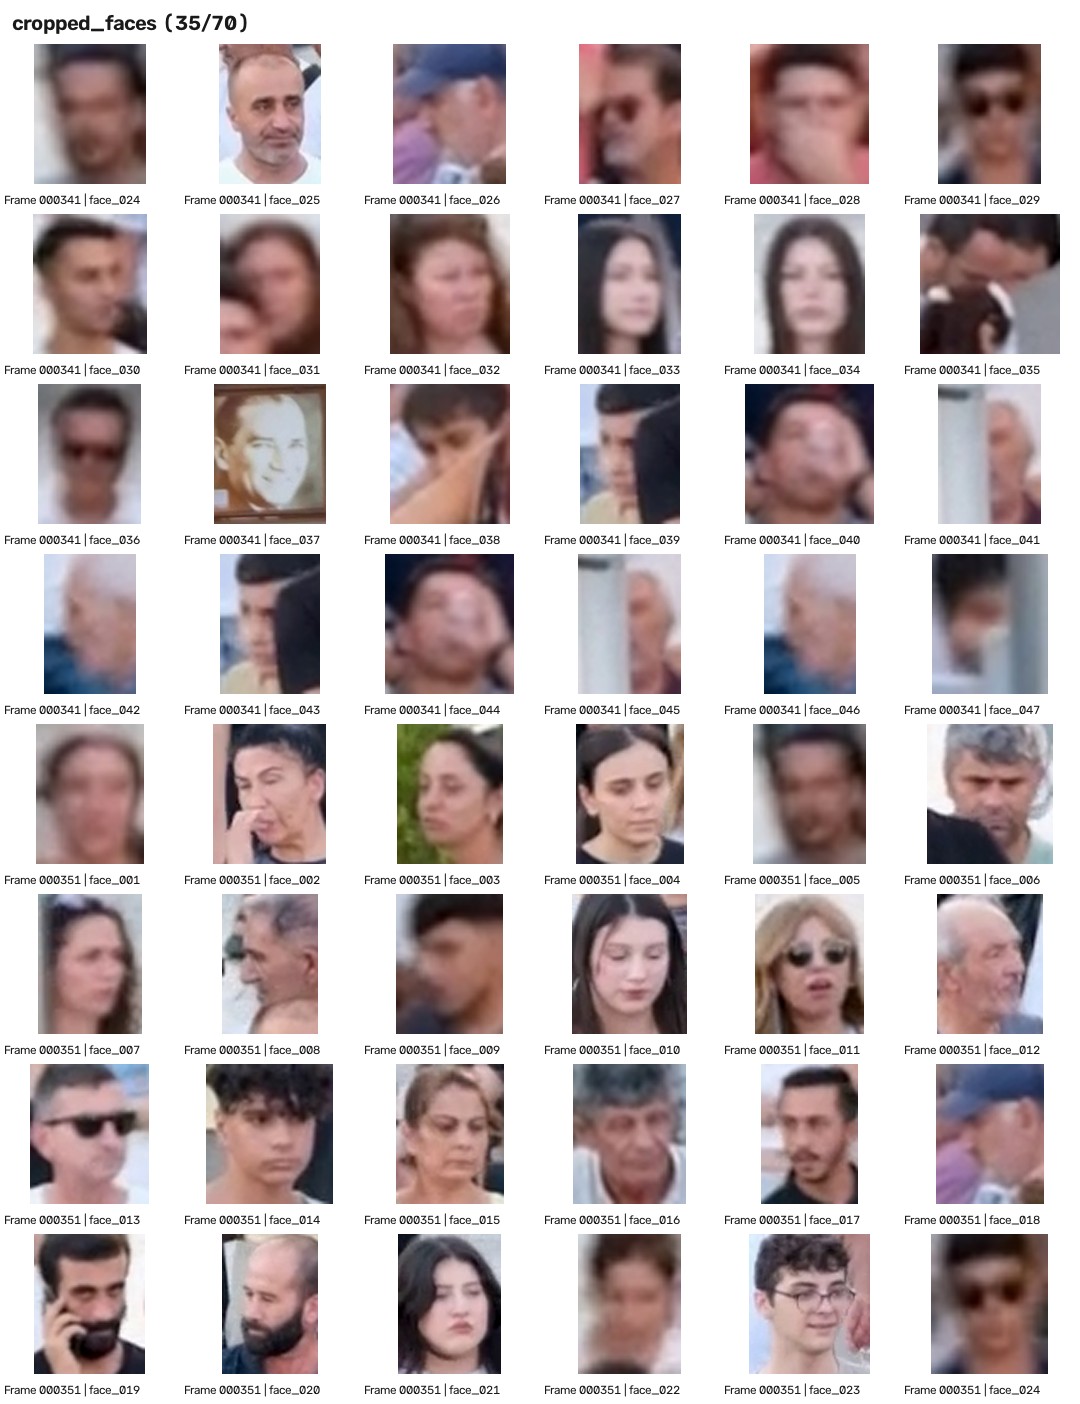 cropped_faces (35/70)
Frame 000341 | face_024 Frame 000341 | face_025 Frame 000341 | face_026 Frame 000341 | face_027 Frame 000341 | face_028 Frame 000341 | face_029
Frame 000341 | face_030 Frame 000341 | face_031 Frame 000341 | face_032 Frame 000341 | face_033 Frame 000341 | face_034 Frame 000341 | face_035
Frame 000341 | face_036 Frame 000341 | face_037 Frame 000341 | face_038 Frame 000341 | face_039 Frame 000341 | face_040 Frame 000341 | face_041
Frame 000341 | face_042 Frame 000341 | face_043 Frame 000341 | face_044 Frame 000341 | face_045 Frame 000341 | face_046 Frame 000341 | face_047
Frame 000351 | face_001 Frame 000351 | face_002 Frame 000351 | face_003 Frame 000351 | face_004 Frame 000351 | face_005 Frame 000351 | face_006
Frame 000351 | face_007 Frame 000351 | face_008 Frame 000351 | face_009 Frame 000351 | face_010 Frame 000351 | face_011 Frame 000351 | face_012
Frame 000351 | face_013 Frame 000351 | face_014 Frame 000351 | face_015 Frame 000351 | face_016 Frame 000351 | face_017 Frame 000351 | face_018
Frame 000351 | face_019 Frame 000351 | face_020 Frame 000351 | face_021 Frame 000351 | face_022 Frame 000351 | face_023 Frame 000351 | face_024